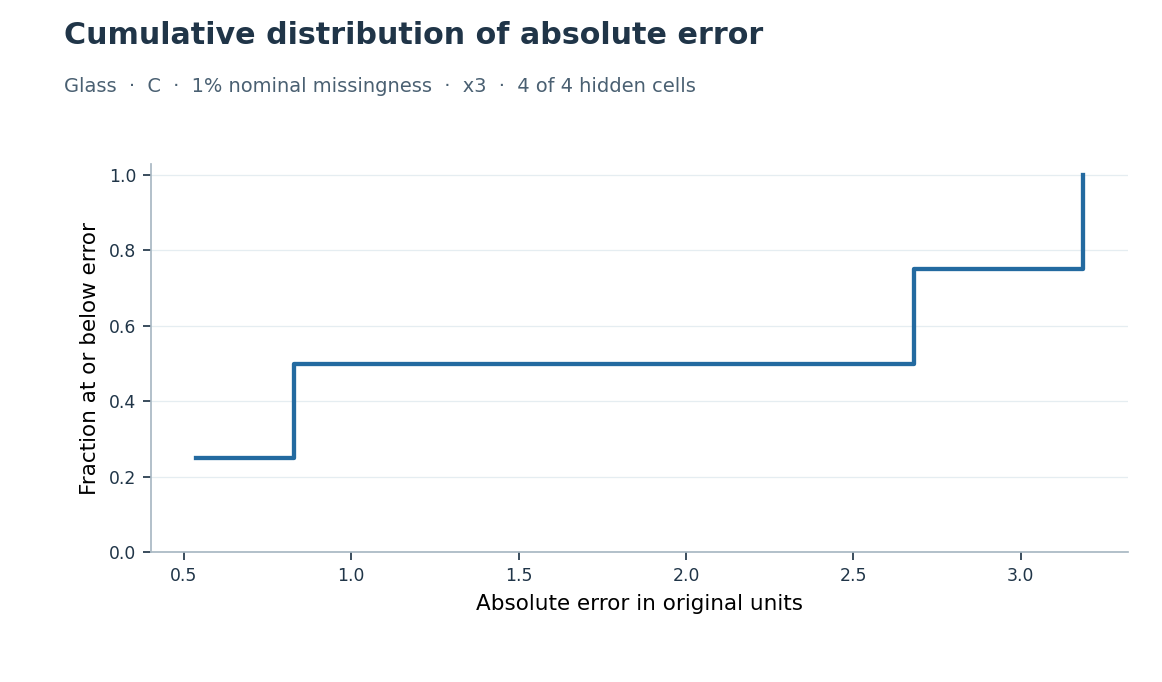 Cumulative distribution of absolute error
Glass · C · 1% nominal missingness · x3 · 4 of 4 hidden cells
Fraction at or below error
1.0
0.8
0.6
0.4
0.2
0.0
0.5 1.0 1.5 2.0 2.5 3.0
Absolute error in original units